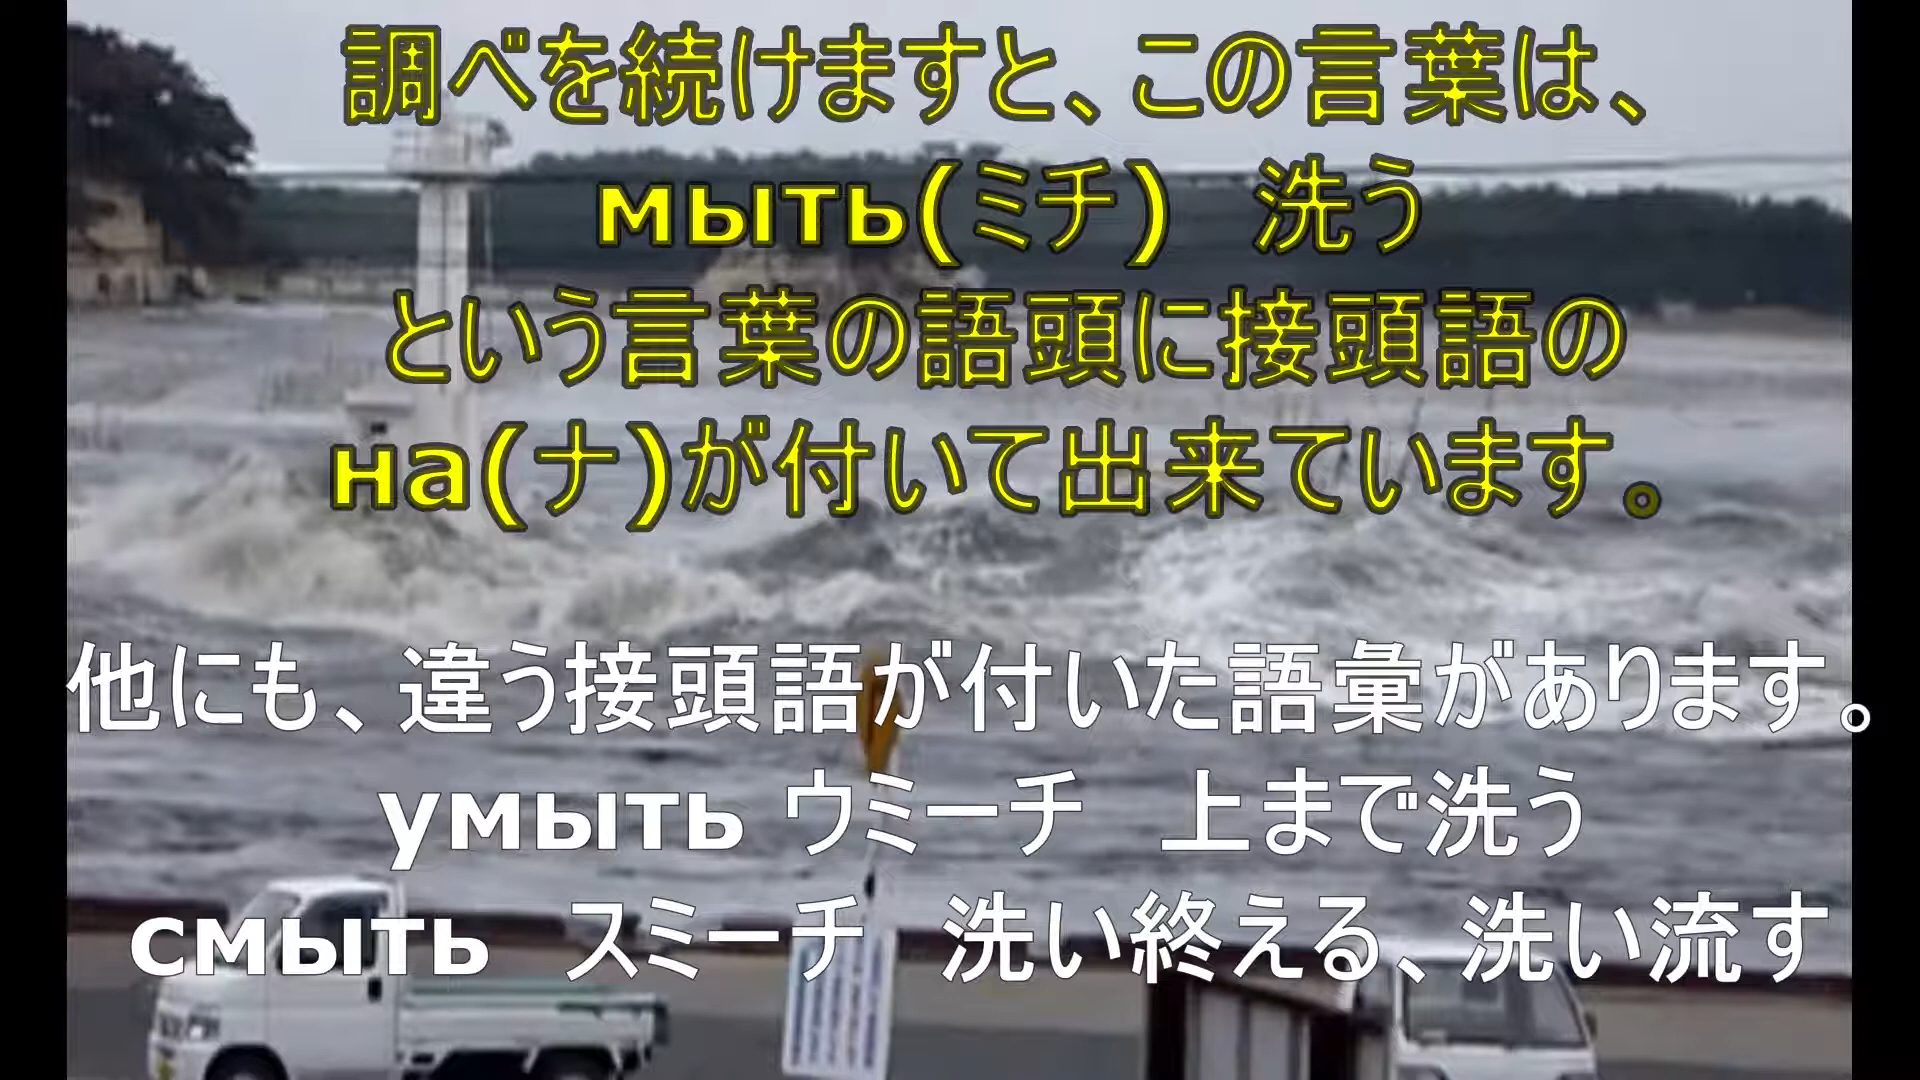 調べを続けますと、この言葉は、
мыть(ミチ)　洗う
という言葉の語頭に接頭語の
на(ナ)が付いて出来ています。
他にも、違う接頭語が付いた語彙があります。
умыть ウミーチ　上まで洗う
смыть　スミーチ　洗い終える、洗い流す